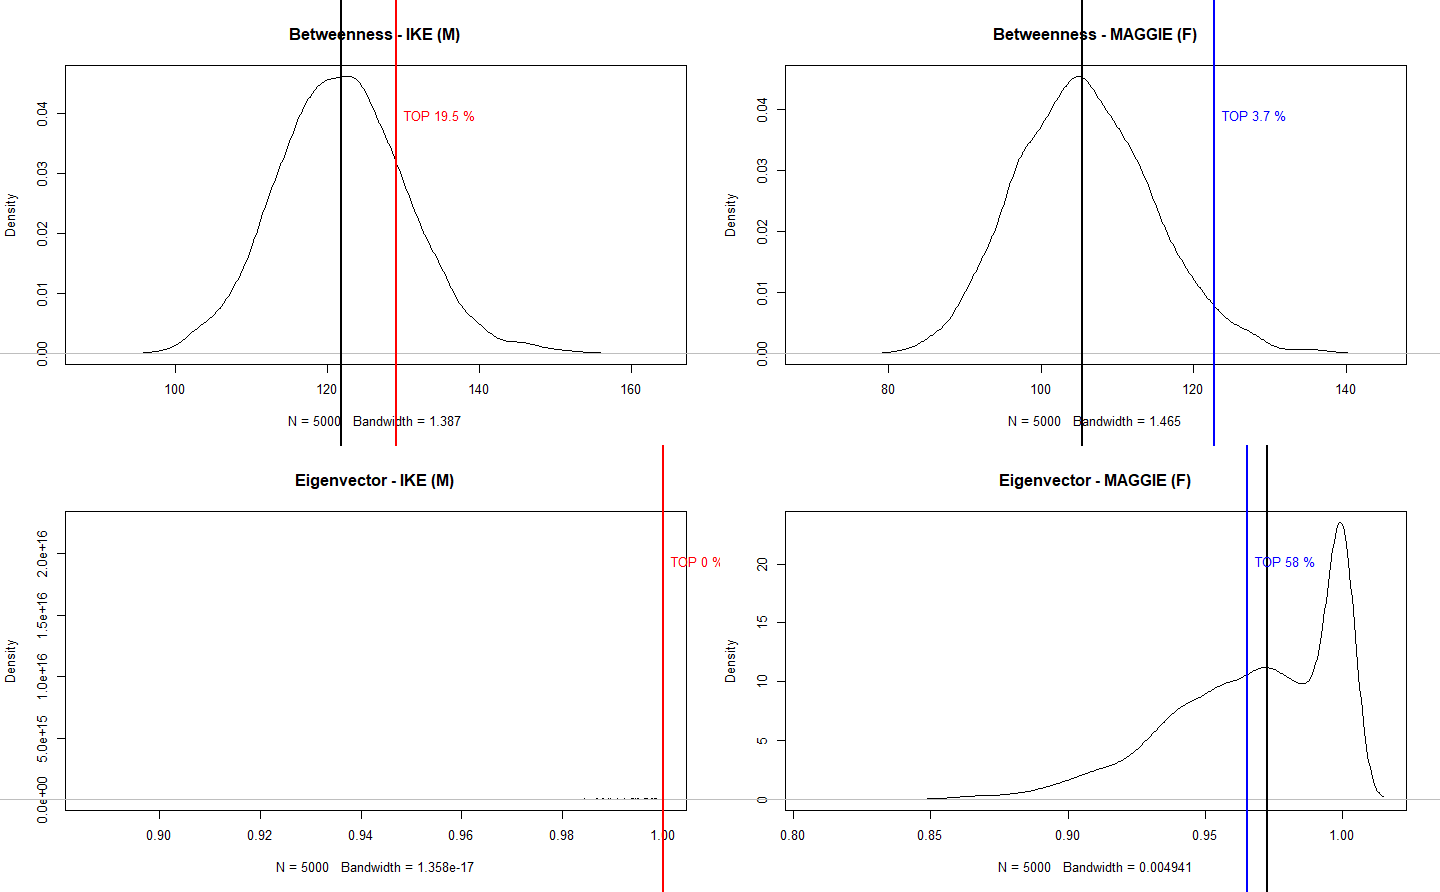 Betweenness - IKE (M)
TOP 19.5 %
Density
0.00 0.01 0.02 0.03 0.04
100 120 140 160
N = 5000 Bandwidth = 1.387
Betweenness - MAGGIE (F)
TOP 3.7 %
Density
0.00 0.01 0.02 0.03 0.04
80 100 120 140
N = 5000 Bandwidth = 1.465
Eigenvector - IKE (M)
TOP 0 %
Density
0.0e+00 5.0e+15 1.0e+16 1.5e+16 2.0e+16
0.90 0.92 0.94 0.96 0.98 1.00
N = 5000 Bandwidth = 1.358e-17
Eigenvector - MAGGIE (F)
TOP 58 %
Density
0 5 10 15 20
0.80 0.85 0.90 0.95 1.00
N = 5000 Bandwidth = 0.004941